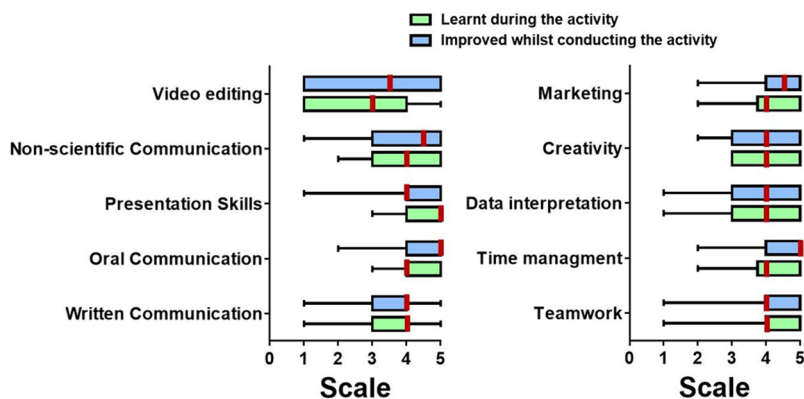 Learnt during the activity
Improved whilst conducting the activity
Video editing
Non-scientific Communication
Presentation Skills
Oral Communication
Written Communication
0 1 2 3 4 5
Scale
Marketing
Creativity
Data interpretation
Time managment
Teamwork
0 1 2 3 4 5
Scale